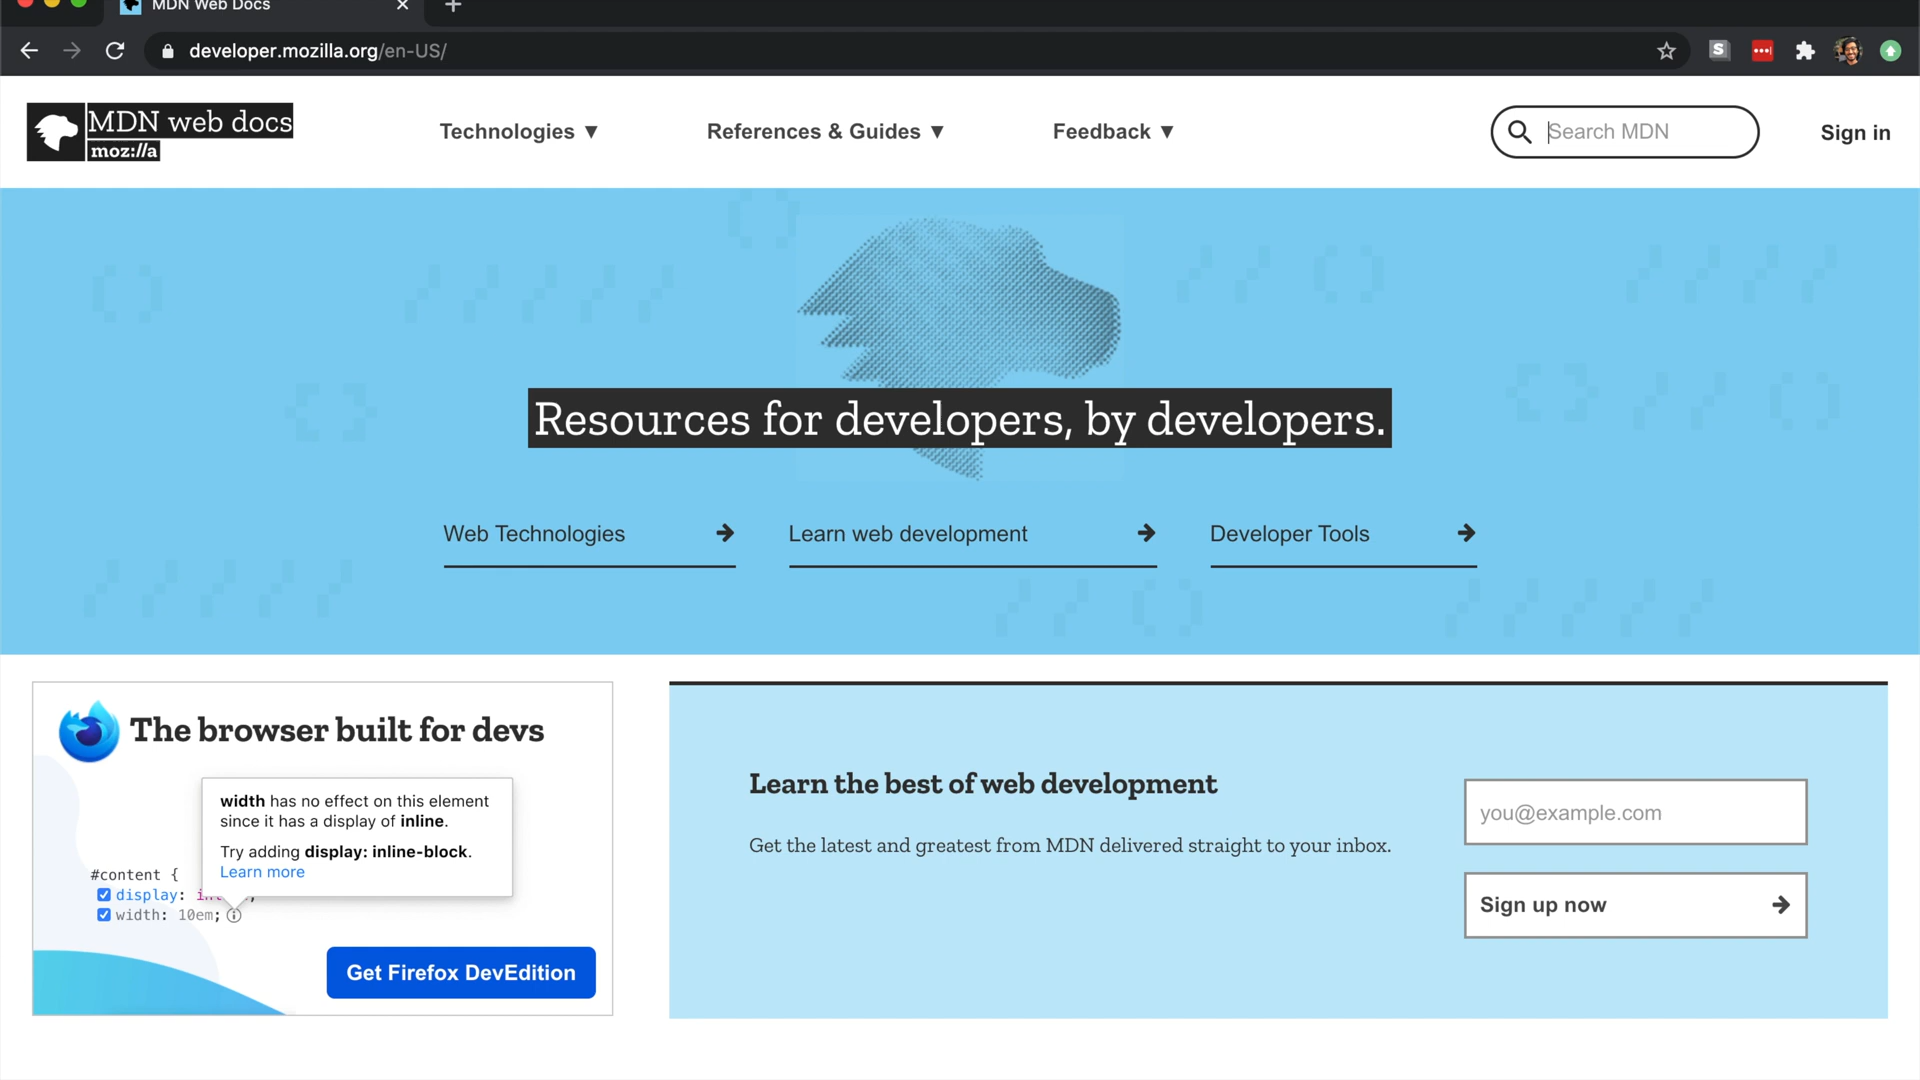 MDN Web Docs
developer.mozilla.org/en-US/
S
MDN web docs
moz://a
Technologies ▼
References & Guides ▼
Feedback ▼
Search MDN
Sign in
Resources for developers, by developers.
Web Technologies
Learn web development
Developer Tools
The browser built for devs
width has no effect on this element
since it has a display of inline.
Try adding display: inline-block.
Learn more
#content {
display:
width: 10em;
Get Firefox DevEdition
Learn the best of web development
Get the latest and greatest from MDN delivered straight to your inbox.
you@example.com
Sign up now